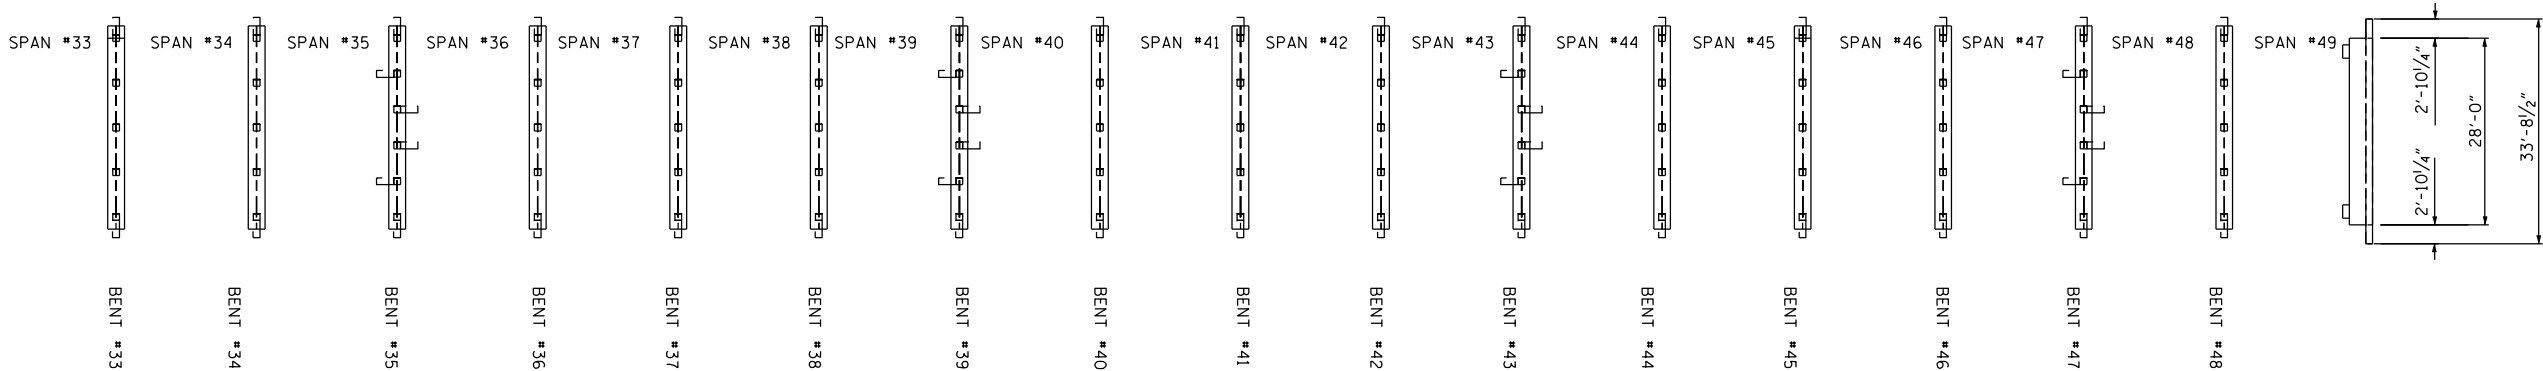 SPAN #33
SPAN #34
SPAN #35
SPAN #36
SPAN #37
SPAN #38
SPAN #39
SPAN #40
SPAN #41
SPAN #42
SPAN #43
SPAN #44
SPAN #45
SPAN #46
SPAN #47
SPAN #48
SPAN #49
2'-10¼"
2'-10¼"
28'-0"
33'-8½"
BENT #33
BENT #34
BENT #35
BENT #36
BENT #37
BENT #38
BENT #39
BENT #40
BENT #41
BENT #42
BENT #43
BENT #44
BENT #45
BENT #46
BENT #47
BENT #48